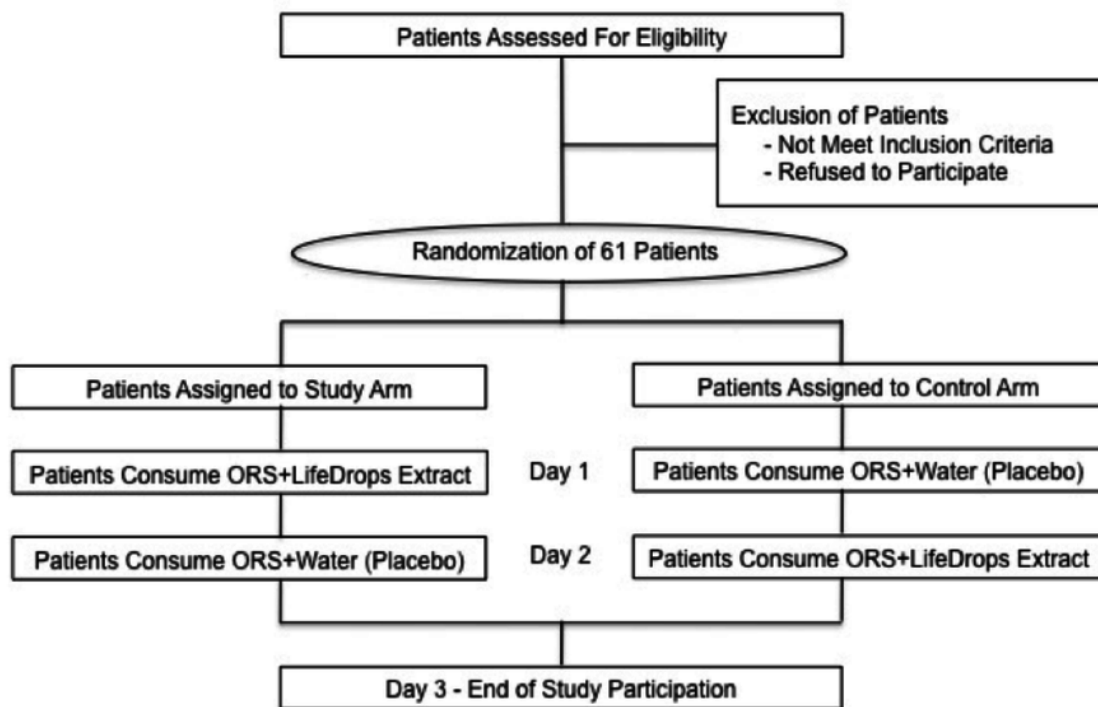 Patients Assessed For Eligibility
Exclusion of Patients
- Not Meet Inclusion Criteria
- Refused to Participate
Randomization of 61 Patients
Patients Assigned to Study Arm
Patients Assigned to Control Arm
Patients Consume ORS+LifeDrops Extract
Day 1
Patients Consume ORS+Water (Placebo)
Patients Consume ORS+Water (Placebo)
Day 2
Patients Consume ORS+LifeDrops Extract
Day 3 - End of Study Participation